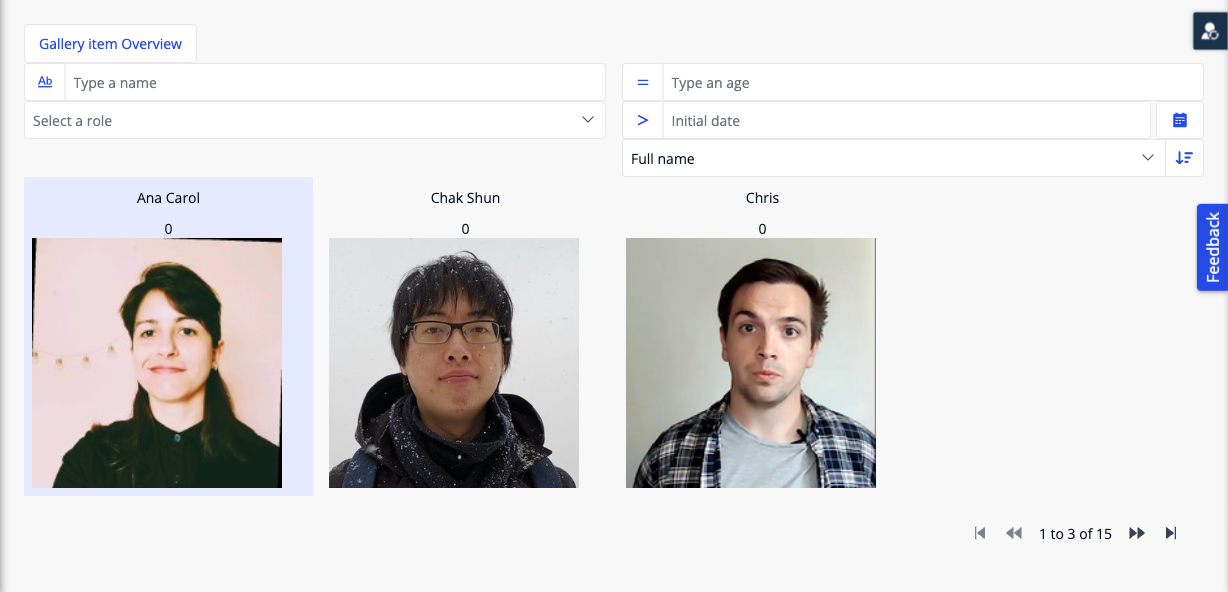 Gallery item Overview
Ab Type a name
= Type an age
Select a role
> Initial date
Full name
Ana Carol
Chak Shun
Chris
0
0
0
Feedback
1 to 3 of 15